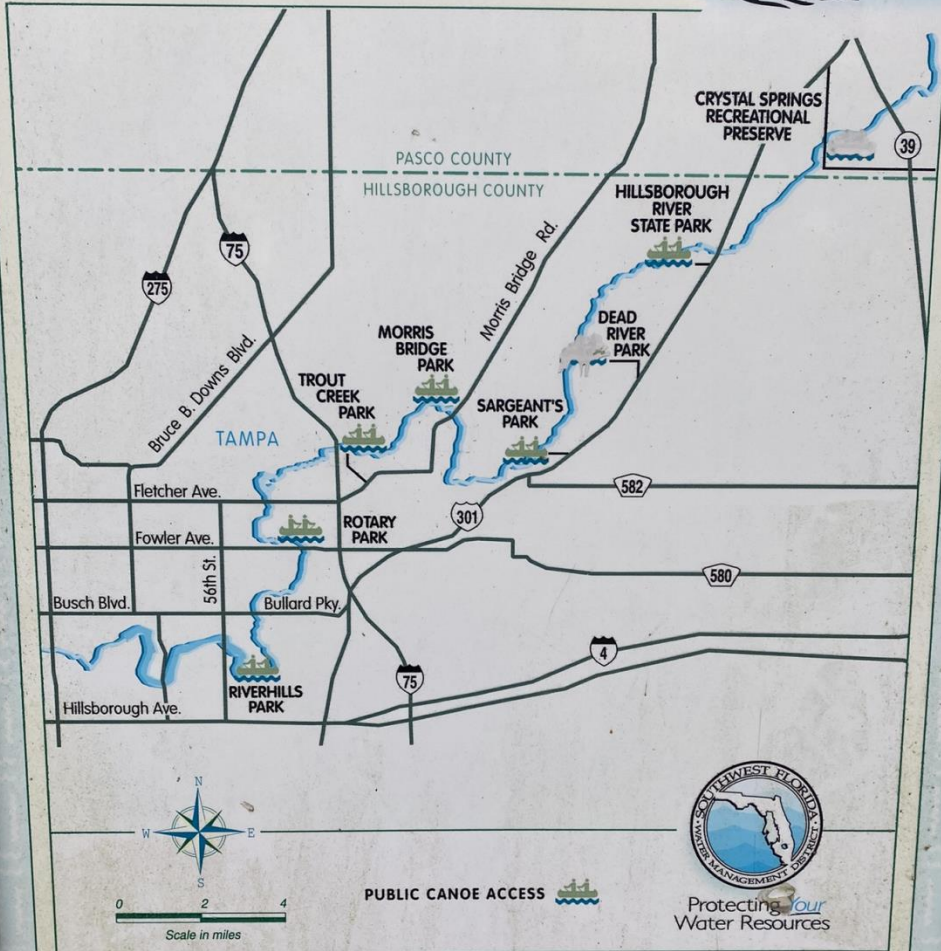 CRYSTAL SPRINGS
RECREATIONAL
PRESERVE
39
PASCO COUNTY
HILLSBOROUGH COUNTY
HILLSBOROUGH
RIVER
STATE PARK
75
275
Morris Bridge Rd.
DEAD
RIVER
PARK
MORRIS
BRIDGE
PARK
Bruce B. Downs Blvd.
TROUT
CREEK
PARK
SARGEANT'S
PARK
TAMPA
Fletcher Ave.
582
301
ROTARY
PARK
Fowler Ave.
56th St.
580
Busch Blvd.
Bullard Pky.
4
75
RIVERHILLS
PARK
Hillsborough Ave.
N
W E
S
SOUTHWEST FLORIDA
WATER MANAGEMENT DISTRICT
PUBLIC CANOE ACCESS
0 2 4
Scale in miles
Protecting Your
Water Resources